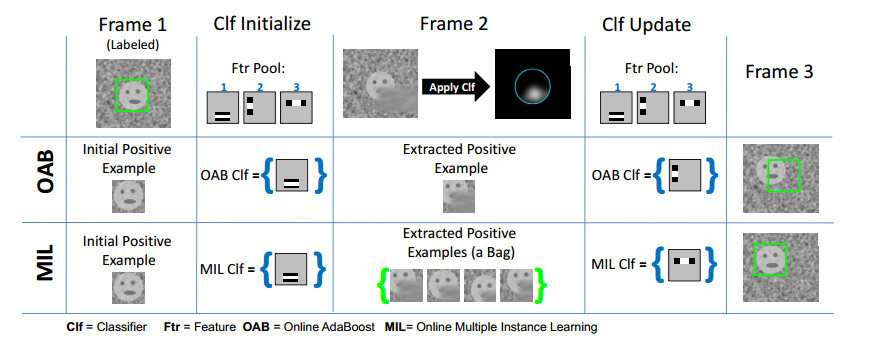 Frame 1
(Labeled)
Clf Initialize
Ftr Pool:
1 2 3
Frame 2
Apply Clf
Clf Update
Ftr Pool:
1 2 3
Frame 3
OAB
Initial Positive
Example
OAB Clf = { }
Extracted Positive
Example
OAB Clf = { }
MIL
Initial Positive
Example
MIL Clf = { }
Extracted Positive
Examples (a Bag)
{ }
MIL Clf = { }
Clf = Classifier Ftr = Feature OAB = Online AdaBoost MIL= Online Multiple Instance Learning